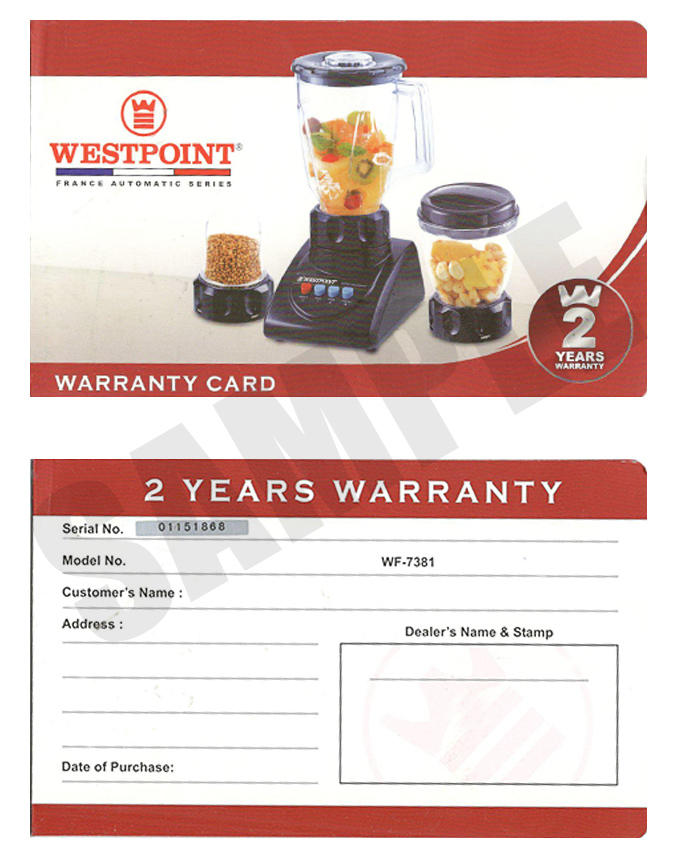 WESTPOINT®
FRANCE AUTOMATIC SERIES
WESTPOINT
2
YEARS
WARRANTY
WARRANTY CARD
SAMPLE
2 YEARS WARRANTY
Serial No. 01151868
Model No. WF-7381
Customer's Name :
Address :
Dealer's Name & Stamp
Date of Purchase: